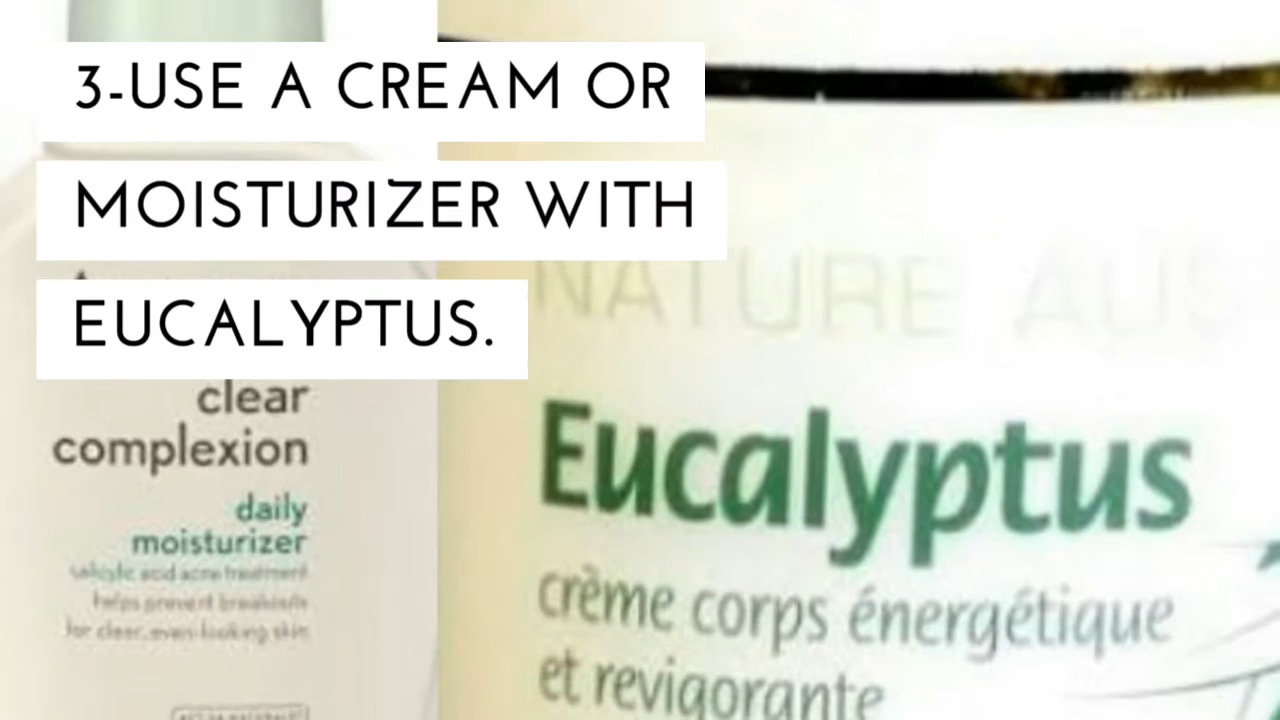 3-USE A CREAM OR
MOISTURIZER WITH
EUCALYPTUS.
clear
complexion
daily
moisturizer
salicylic acid acne treatment
helps prevent breakouts
for clear, even-looking skin
NATURE AUS
Eucalyptus
crème corps énergétique
et revigorante